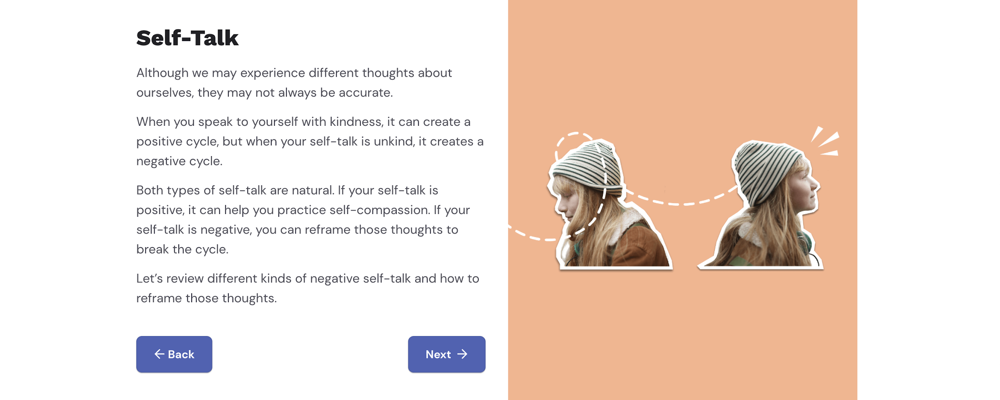 Self-Talk
Although we may experience different thoughts about
ourselves, they may not always be accurate.
When you speak to yourself with kindness, it can create a
positive cycle, but when your self-talk is unkind, it creates a
negative cycle.
Both types of self-talk are natural. If your self-talk is
positive, it can help you practice self-compassion. If your
self-talk is negative, you can reframe those thoughts to
break the cycle.
Let’s review different kinds of negative self-talk and how to
reframe those thoughts.
← Back
Next →